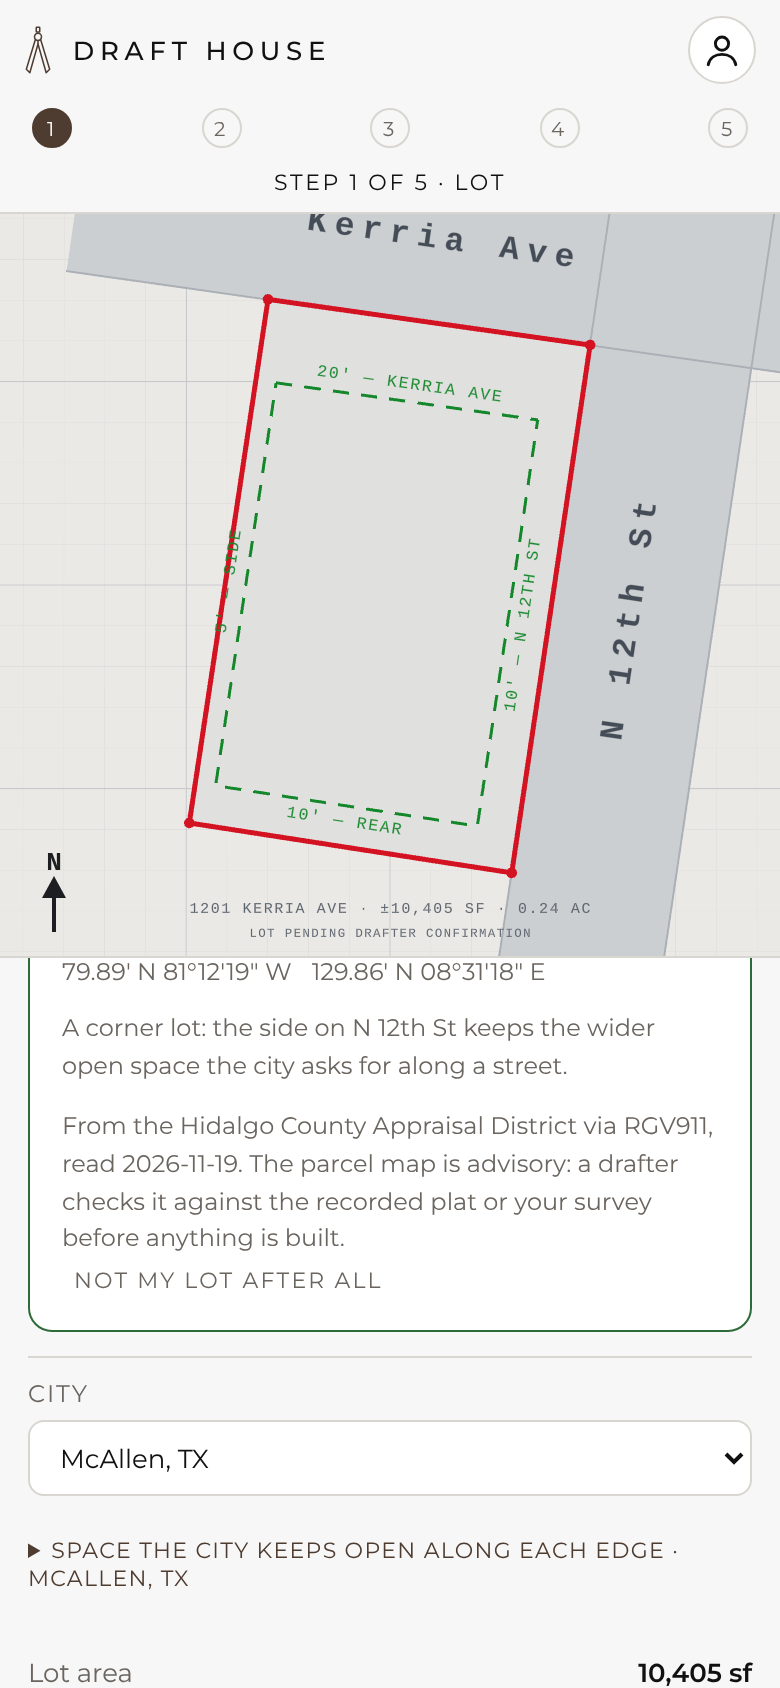 DRAFT HOUSE
1 2 3 4 5
STEP 1 OF 5 · LOT
Kerria Ave
20' — KERRIA AVE
5' — SIDE
10' — N 12TH ST
N 12th St
10' — REAR
N
1201 KERRIA AVE · ±10,405 SF · 0.24 AC
LOT PENDING DRAFTER CONFIRMATION
79.89' N 81°12'19" W 129.86' N 08°31'18" E
A corner lot: the side on N 12th St keeps the wider
open space the city asks for along a street.
From the Hidalgo County Appraisal District via RGV911,
read 2026-11-19. The parcel map is advisory: a drafter
checks it against the recorded plat or your survey
before anything is built.
NOT MY LOT AFTER ALL
CITY
McAllen, TX
SPACE THE CITY KEEPS OPEN ALONG EACH EDGE ·
MCALLEN, TX
Lot area 10,405 sf